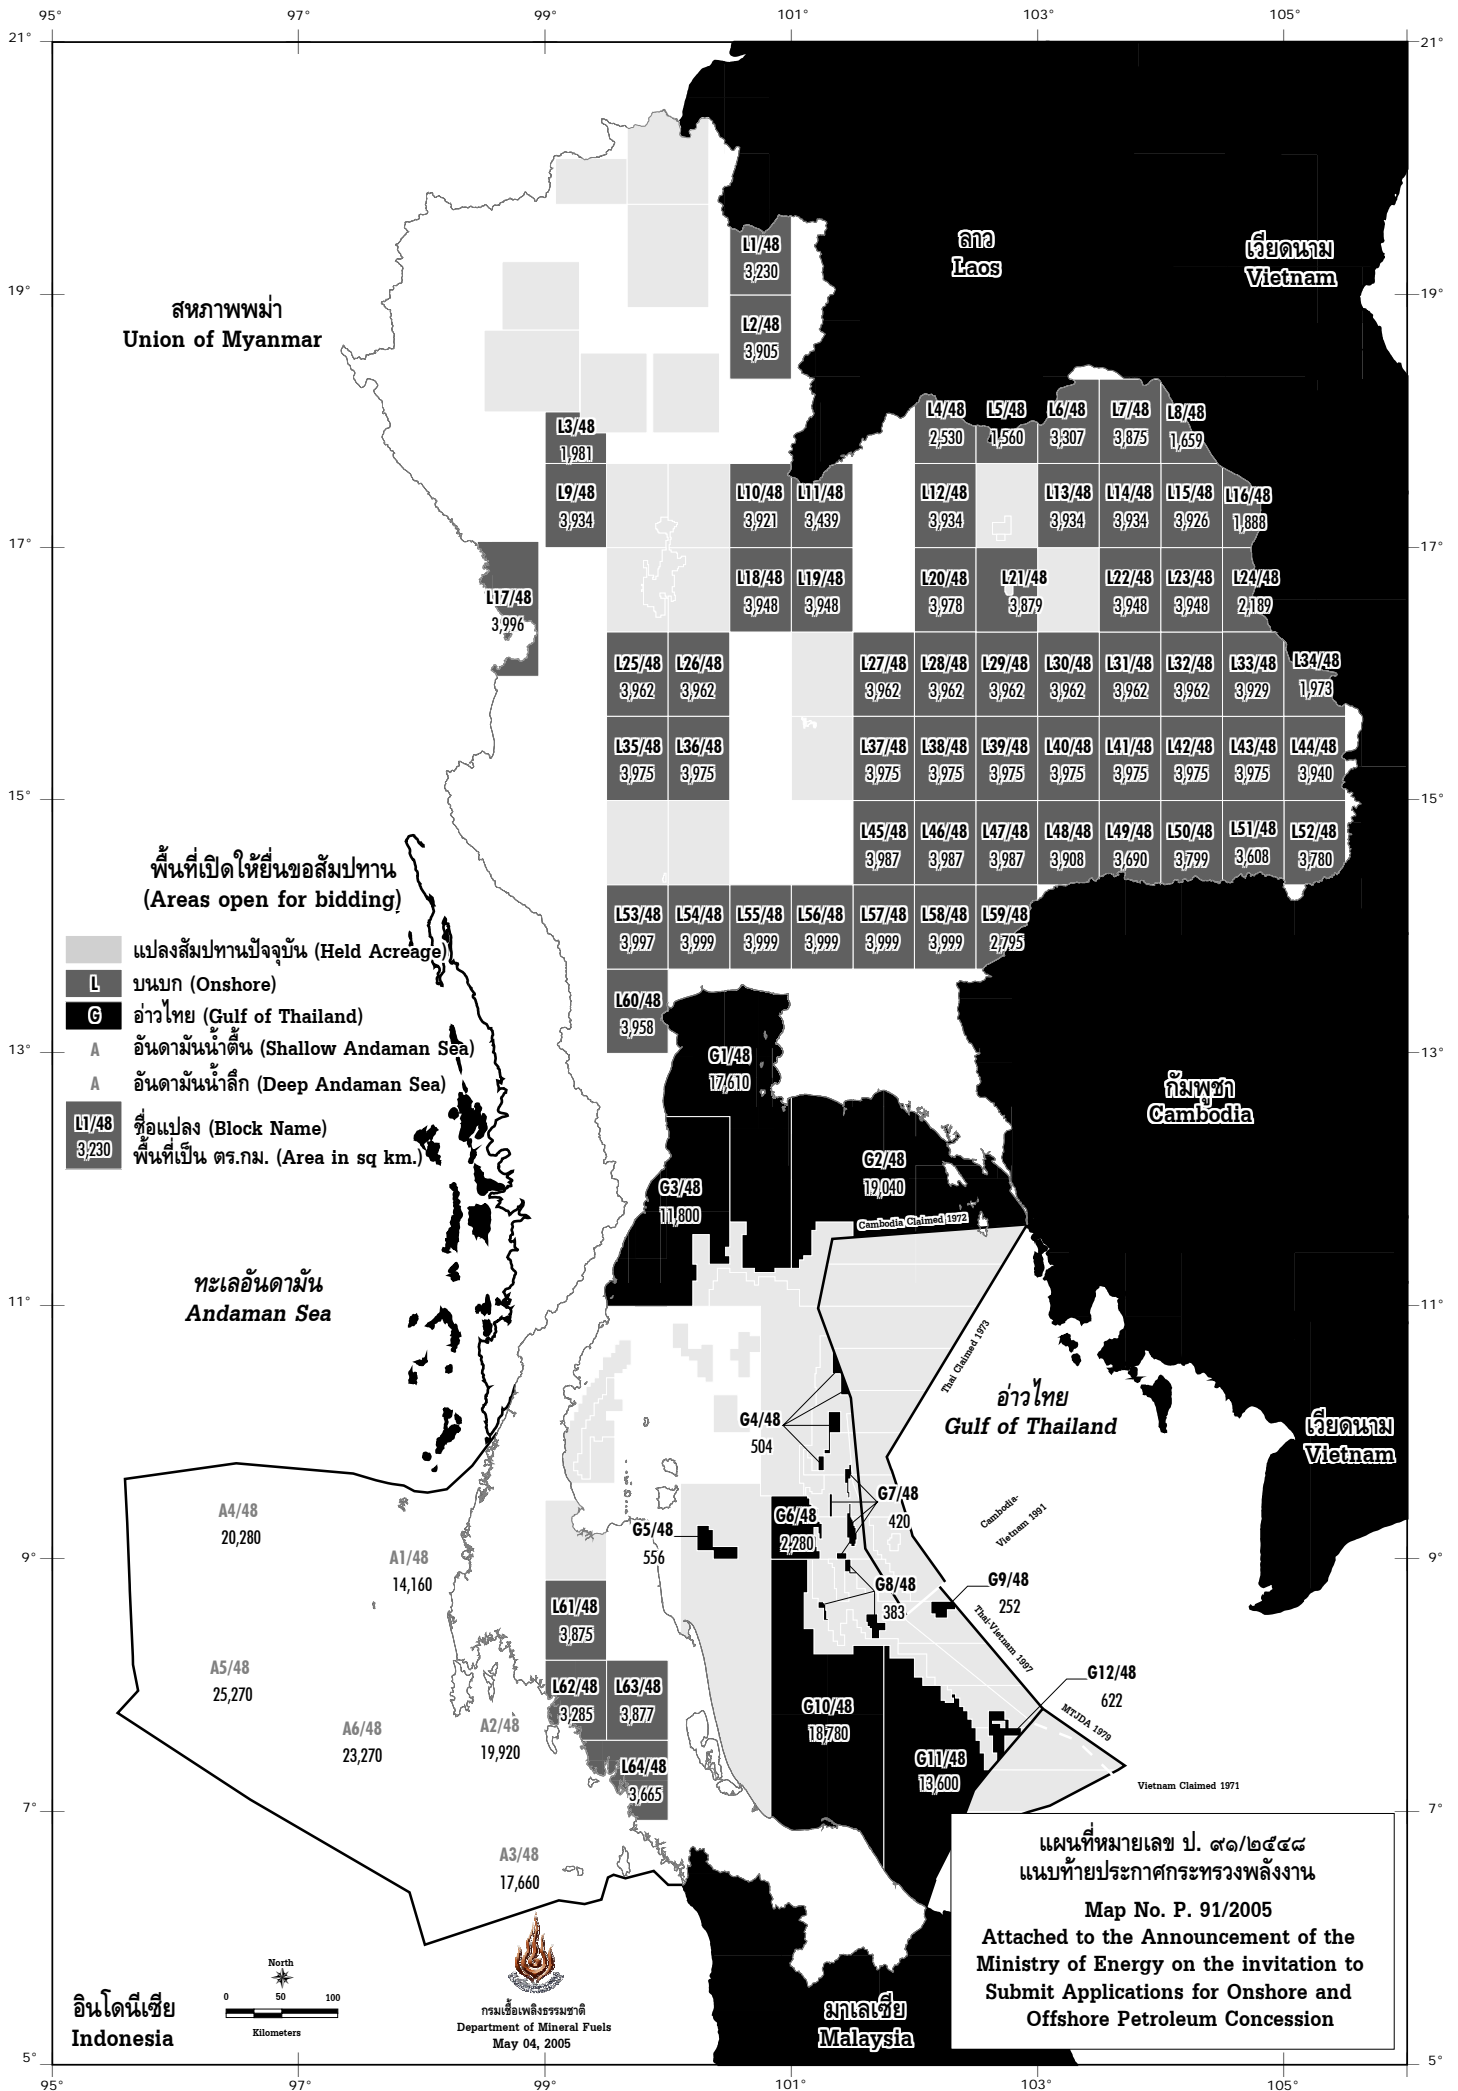 95°
97°
99°
101°
103°
105°
21°
21°
ลาว
Laos
เวียดนาม
Vietnam
L1/48
3,230
19°
19°
สหภาพพม่า
Union of Myanmar
L2/48
3,905
L3/48
1,981
L4/48
2,530
L5/48
1,560
L6/48
3,307
L7/48
3,875
L8/48
1,659
L9/48
3,934
L10/48
3,921
L11/48
3,439
L12/48
3,934
L13/48
3,934
L14/48
3,934
L15/48
3,926
L16/48
1,888
17°
17°
L17/48
3,996
L18/48
3,948
L19/48
3,948
L20/48
3,978
L21/48
3,879
L22/48
3,948
L23/48
3,948
L24/48
2,189
L25/48
3,962
L26/48
3,962
L27/48
3,962
L28/48
3,962
L29/48
3,962
L30/48
3,962
L31/48
3,962
L32/48
3,962
L33/48
3,929
L34/48
1,973
L35/48
3,975
L36/48
3,975
L37/48
3,975
L38/48
3,975
L39/48
3,975
L40/48
3,975
L41/48
3,975
L42/48
3,975
L43/48
3,975
L44/48
3,940
15°
15°
L45/48
3,987
L46/48
3,987
L47/48
3,987
L48/48
3,908
L49/48
3,690
L50/48
3,799
L51/48
3,608
L52/48
3,780
L53/48
3,997
L54/48
3,999
L55/48
3,999
L56/48
3,999
L57/48
3,999
L58/48
3,999
L59/48
2,795
L60/48
3,958
พื้นที่เปิดให้ยื่นขอสัมปทาน
(Areas open for bidding)
แปลงสัมปทานปัจจุบัน (Held Acreage)
L บนบก (Onshore)
G อ่าวไทย (Gulf of Thailand)
A อันดามันน้ำตื้น (Shallow Andaman Sea)
A อันดามันน้ำลึก (Deep Andaman Sea)
L1/48 ชื่อแปลง (Block Name)
3,230 พื้นที่เป็น ตร.กม. (Area in sq km.)
13°
13°
G1/48
17,610
กัมพูชา
Cambodia
G2/48
19,040
G3/48
11,800
Cambodia Claimed 1972
ทะเลอันดามัน
Andaman Sea
11°
11°
Thai Claimed 1973
อ่าวไทย
Gulf of Thailand
เวียดนาม
Vietnam
G4/48
504
G5/48
556
G6/48
2,280
G7/48
420
Cambodia-
Vietnam 1991
G8/48
383
G9/48
252
Thai-Vietnam 1997
A4/48
20,280
A1/48
14,160
9°
9°
L61/48
3,875
L62/48
3,285
L63/48
3,877
L64/48
3,665
A5/48
25,270
A6/48
23,270
A2/48
19,920
A3/48
17,660
G10/48
18,780
G11/48
13,600
G12/48
622
MTJDA 1979
Vietnam Claimed 1971
7°
7°
แผนที่หมายเลข ป. ๙๑/๒๕๔๘
แนบท้ายประกาศกระทรวงพลังงาน
Map No. P. 91/2005
Attached to the Announcement of the
Ministry of Energy on the invitation to
Submit Applications for Onshore and
Offshore Petroleum Concession
North
0 50 100
Kilometers
อินโดนีเซีย
Indonesia
กรมเชื้อเพลิงธรรมชาติ
Department of Mineral Fuels
May 04, 2005
มาเลเซีย
Malaysia
5°
5°
95°
97°
99°
101°
103°
105°